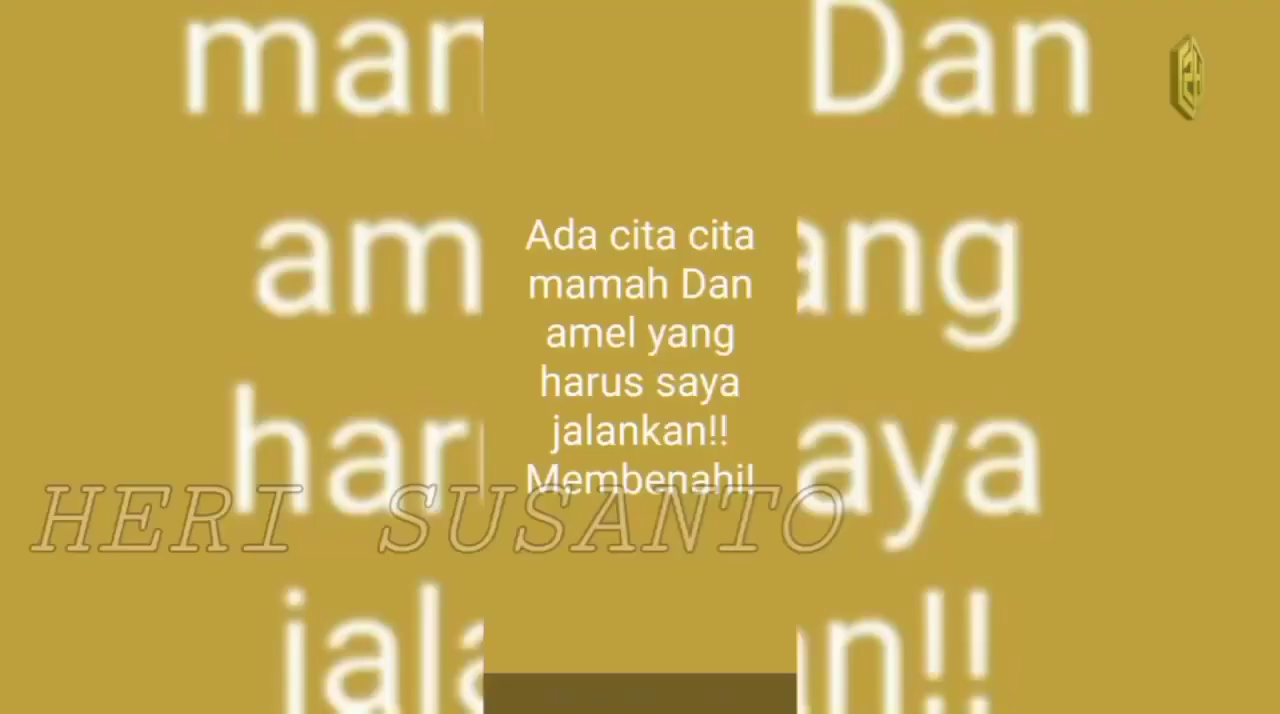 Ada cita cita
mamah Dan
amel yang
harus saya
jalankan!!
Membenahi!
HERI SUSANTO